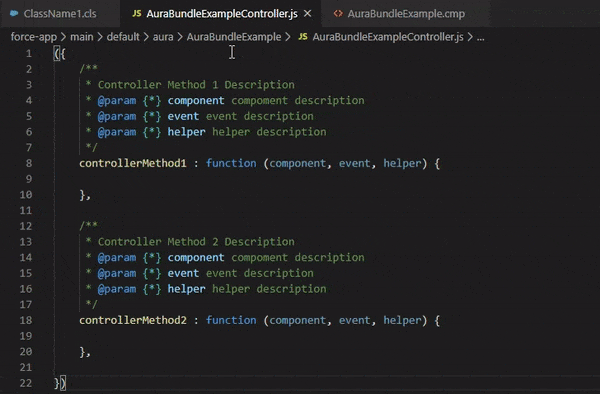 ClassName1.cls JS AuraBundleExampleController.js × <> AuraBundleExample.cmp
force-app > main > default > aura > AuraBundleExample > JS AuraBundleExampleController.js > ...
1 ({
2 /**
3 * Controller Method 1 Description
4 * @param {*} component compoment description
5 * @param {*} event event description
6 * @param {*} helper helper description
7 */
8 controllerMethod1 : function (component, event, helper) {
9
10 },
11
12 /**
13 * Controller Method 2 Description
14 * @param {*} component compoment description
15 * @param {*} event event description
16 * @param {*} helper helper description
17 */
18 controllerMethod2 : function (component, event, helper) {
19
20 },
21
22 })